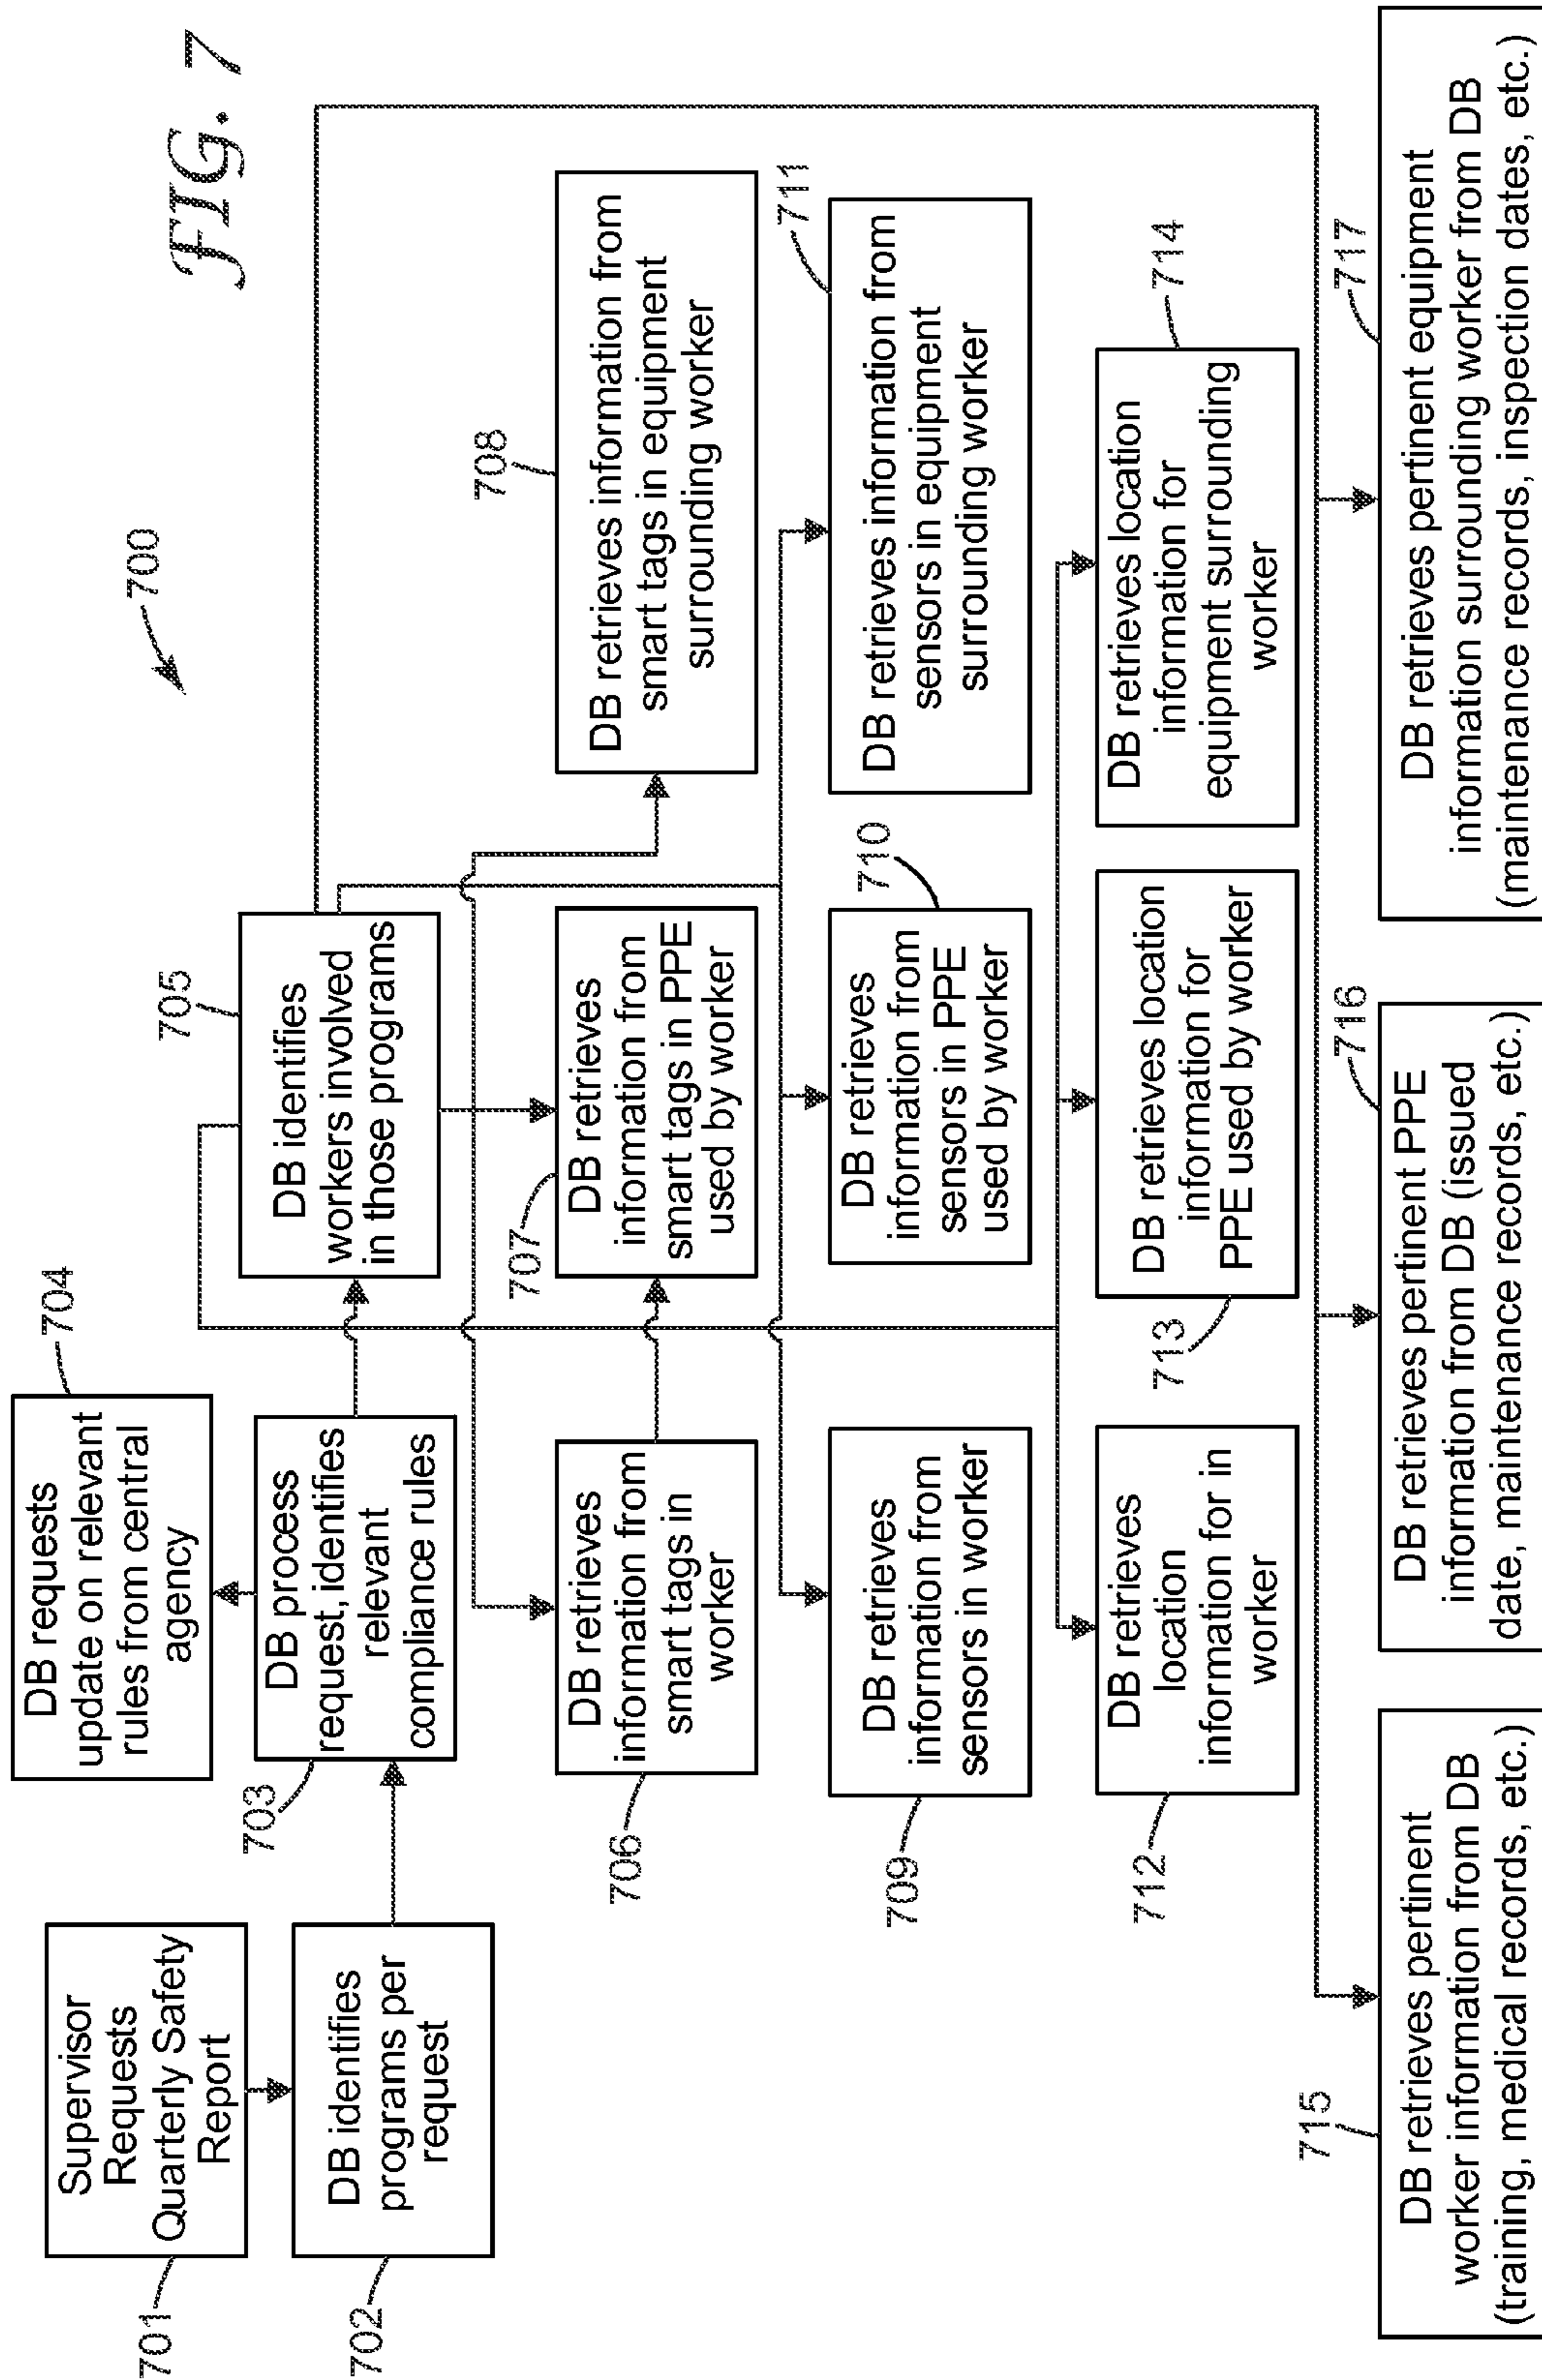 FIG. 7
700
701
Supervisor
Requests
Quarterly Safety
Report
702
DB identifies
programs per
request
703
DB process
request, identifies
relevant
compliance rules
704
DB requests
update on relevant
rules from central
agency
705
DB identifies
workers involved
in those programs
706
DB retrieves
information from
smart tags in
worker
707
DB retrieves
information from
smart tags in PPE
used by worker
708
DB retrieves information from
smart tags in equipment
surrounding worker
709
DB retrieves
information from
sensors in worker
710
DB retrieves
information from
sensors in PPE
used by worker
711
DB retrieves information from
sensors in equipment
surrounding worker
712
DB retrieves
location
information for in
worker
713
DB retrieves location
information for
PPE used by worker
714
DB retrieves location
information for
equipment surrounding
worker
715
DB retrieves pertinent
worker information from DB
(training, medical records, etc.)
716
DB retrieves pertinent PPE
information from DB (issued
date, maintenance records, etc.)
717
DB retrieves pertinent equipment
information surrounding worker from DB
(maintenance records, inspection dates, etc.)